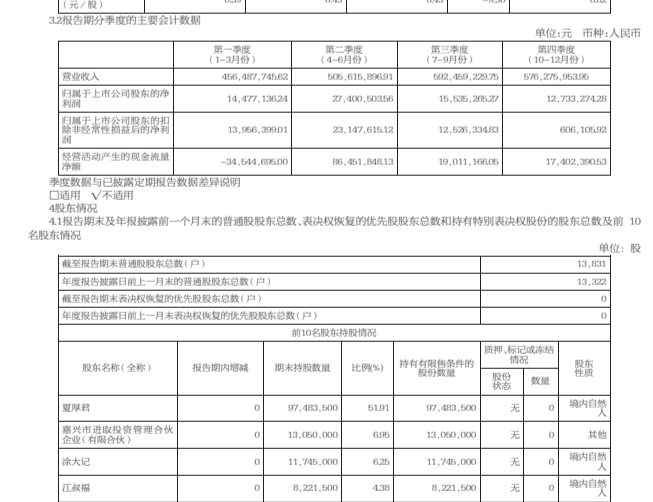 （元／股）
3.2报告期分季度的主要会计数据
单位:元 币种:人民币
第一季度 第二季度 第三季度 第四季度
（1-3月份） （4-6月份） （7-9月份） （10-12月份）
营业收入 456,487,745.62 505,615,896.91 592,459,229.75 576,275,953.95
归属于上市公司股东的净
利润 14,477,136.24 27,400,503.56 15,535,265.27 12,733,274.28
归属于上市公司股东的扣
除非经常性损益后的净利 13,956,399.01 23,147,615.12 12,526,334.83 606,105.92
润
经营活动产生的现金流量
净额 -34,544,695.00 86,451,848.13 19,011,166.05 17,402,390.53
季度数据与已披露定期报告数据差异说明
□适用 √不适用
4股东情况
4.1报告期末及年报披露前一个月末的普通股股东总数、表决权恢复的优先股股东总数和持有特别表决权股份的股东总数及前 10
名股东情况
单位: 股
截至报告期末普通股股东总数（户） 13,831
年度报告披露日前上一月末的普通股股东总数（户） 13,322
截至报告期末表决权恢复的优先股股东总数（户） 0
年度报告披露日前上一月末表决权恢复的优先股股东总数（户） 0
前10名股东持股情况
股东名称（全称） 报告期内增减 期末持股数量 比例(%) 持有有限售条件的
股份数量 质押、标记或冻结
情况 股东
性质
股份
状态 数量
夏厚君 0 97,483,500 51.91 97,483,500 无 0 境内自然
人
嘉兴市进取投资管理合伙
企业（有限合伙） 0 13,050,000 6.95 13,050,000 无 0 其他
涂大记 0 11,745,000 6.25 11,745,000 无 0 境内自然
人
江叔福 0 8,221,500 4.38 8,221,500 无 0 境内自然
人